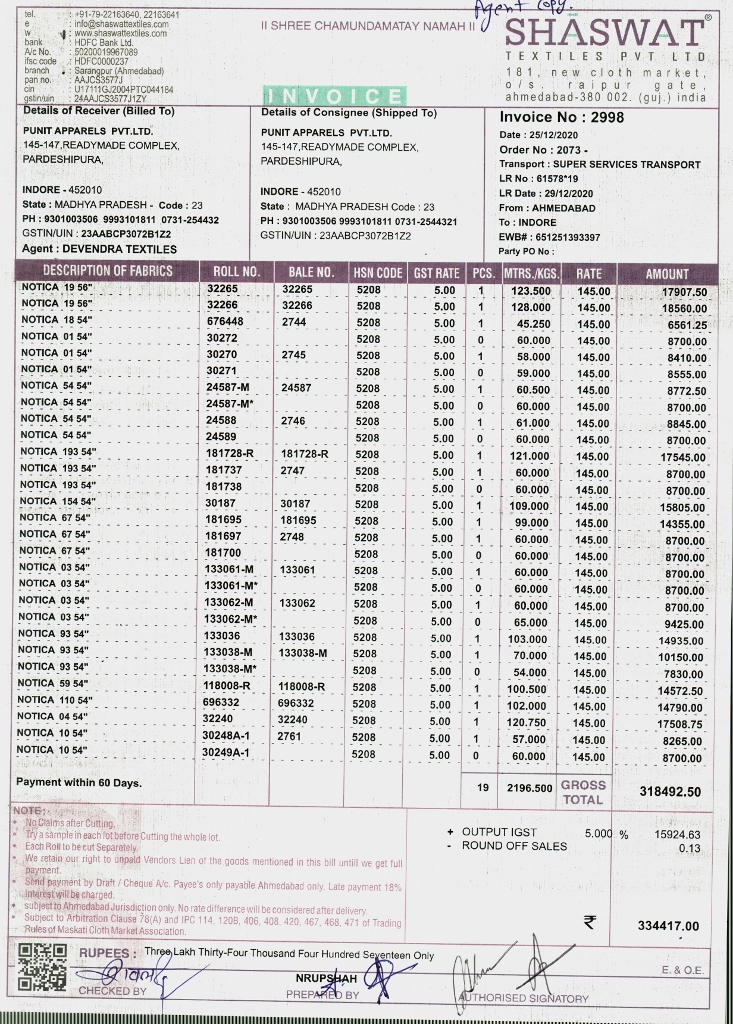 Agent Copy.
tel. : +91-79-22163640, 22163641
e : info@shaswattextiles.com
w : www.shaswattextiles.com
bank : HDFC Bank Ltd.
A/c No. : 50200019967089
ifsc code : HDFC0000237
branch : Sarangpur (Ahmedabad)
pan no. : AAJCS3577J
cin : U17111GJ2004PTC044184
gstin/uin : 24AAJCS3577J1ZY
II SHREE CHAMUNDAMATAY NAMAH II
INVOICE
SHASWAT®
TEXTILES PVT LTD
181, new cloth market,
o/s. raipur gate,
ahmedabad-380 002. (guj.) india
Details of Receiver (Billed To)
PUNIT APPARELS PVT.LTD.
145-147,READYMADE COMPLEX,
PARDESHIPURA,
INDORE - 452010
State : MADHYA PRADESH - Code : 23
PH : 9301003506 9993101811 0731-254432
GSTIN/UIN : 23AABCP3072B1Z2
Agent : DEVENDRA TEXTILES
Details of Consignee (Shipped To)
PUNIT APPARELS PVT.LTD.
145-147,READYMADE COMPLEX,
PARDESHIPURA,
INDORE - 452010
State : MADHYA PRADESH Code : 23
PH : 9301003506 9993101811 0731-2544321
GSTIN/UIN : 23AABCP3072B1Z2
Invoice No : 2998
Date : 25/12/2020
Order No : 2073 -
Transport : SUPER SERVICES TRANSPORT
LR No : 61578*19
LR Date : 29/12/2020
From : AHMEDABAD
To : INDORE
EWB# : 651251393397
Party PO No :
DESCRIPTION OF FABRICS ROLL NO. BALE NO. HSN CODE GST RATE PCS. MTRS./KGS. RATE AMOUNT
NOTICA 19 56" 32265 32265 5208 5.00 1 123.500 145.00 17907.50
NOTICA 19 56" 32266 32266 5208 5.00 1 128.000 145.00 18560.00
NOTICA 18 54" 676448 2744 5208 5.00 1 45.250 145.00 6561.25
NOTICA 01 54" 30272 5208 5.00 0 60.000 145.00 8700.00
NOTICA 01 54" 30270 2745 5208 5.00 1 58.000 145.00 8410.00
NOTICA 01 54" 30271 5208 5.00 0 59.000 145.00 8555.00
NOTICA 54 54" 24587-M 24587 5208 5.00 1 60.500 145.00 8772.50
NOTICA 54 54" 24587-M* 5208 5.00 0 60.000 145.00 8700.00
NOTICA 54 54" 24588 2746 5208 5.00 1 61.000 145.00 8845.00
NOTICA 54 54" 24589 5208 5.00 0 60.000 145.00 8700.00
NOTICA 193 54" 181728-R 181728-R 5208 5.00 1 121.000 145.00 17545.00
NOTICA 193 54" 181737 2747 5208 5.00 1 60.000 145.00 8700.00
NOTICA 193 54" 181738 5208 5.00 0 60.000 145.00 8700.00
NOTICA 154 54" 30187 30187 5208 5.00 1 109.000 145.00 15805.00
NOTICA 67 54" 181695 181695 5208 5.00 1 99.000 145.00 14355.00
NOTICA 67 54" 181697 2748 5208 5.00 1 60.000 145.00 8700.00
NOTICA 67 54" 181700 5208 5.00 0 60.000 145.00 8700.00
NOTICA 03 54" 133061-M 133061 5208 5.00 1 60.000 145.00 8700.00
NOTICA 03 54" 133061-M* 5208 5.00 0 60.000 145.00 8700.00
NOTICA 03 54" 133062-M 133062 5208 5.00 1 60.000 145.00 8700.00
NOTICA 03 54" 133062-M* 5208 5.00 0 65.000 145.00 9425.00
NOTICA 93 54" 133036 133036 5208 5.00 1 103.000 145.00 14935.00
NOTICA 93 54" 133038-M 133038-M 5208 5.00 1 70.000 145.00 10150.00
NOTICA 93 54" 133038-M* 5208 5.00 0 54.000 145.00 7830.00
NOTICA 59 54" 118008-R 118008-R 5208 5.00 1 100.500 145.00 14572.50
NOTICA 110 54" 696332 696332 5208 5.00 1 102.000 145.00 14790.00
NOTICA 04 54" 32240 32240 5208 5.00 1 120.750 145.00 17508.75
NOTICA 10 54" 30248A-1 2761 5208 5.00 1 57.000 145.00 8265.00
NOTICA 10 54" 30249A-1 5208 5.00 0 60.000 145.00 8700.00
Payment within 60 Days. 19 2196.500 GROSS TOTAL 318492.50
NOTE:-
• No Claims after Cutting.
• Try a sample in each lot before Cutting the whole lot.
• Each Roll to be cut Separately.
• We retain our right to unpaid Vendors Lien of the goods mentioned in this bill untill we get full
payment.
• Send payment by Draft / Cheque A/c. Payee's only payable Ahmedabad only. Late payment 18%
interest will be charged.
• subject to Ahmedabad Jurisdiction only. No rate difference will be considered after delivery.
• Subject to Arbitration Clause 78(A) and IPC 114, 120B, 406, 408, 420, 467, 468, 471 of Trading
Rules of Maskati Cloth Market Association.
+ OUTPUT IGST 5.000 % 15924.63
- ROUND OFF SALES 0.13
₹ 334417.00
RUPEES : Three Lakh Thirty-Four Thousand Four Hundred Seventeen Only
E. & O.E.
CHECKED BY
NRUPSHAH
PREPARED BY
AUTHORISED SIGNATORY